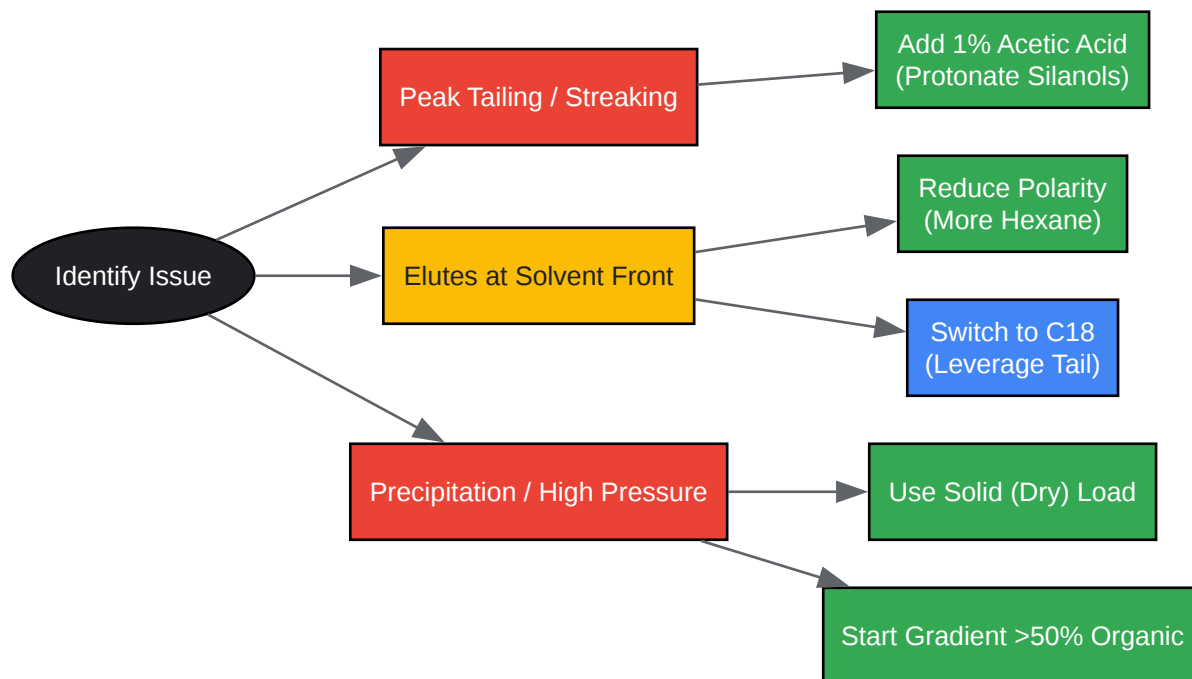 Identify Issue
Peak Tailing / Streaking
Elutes at Solvent Front
Precipitation / High Pressure
Add 1% Acetic Acid
(Protonate Silanols)
Reduce Polarity
(More Hexane)
Switch to C18
(Leverage Tail)
Use Solid (Dry) Load
Start Gradient >50% Organic